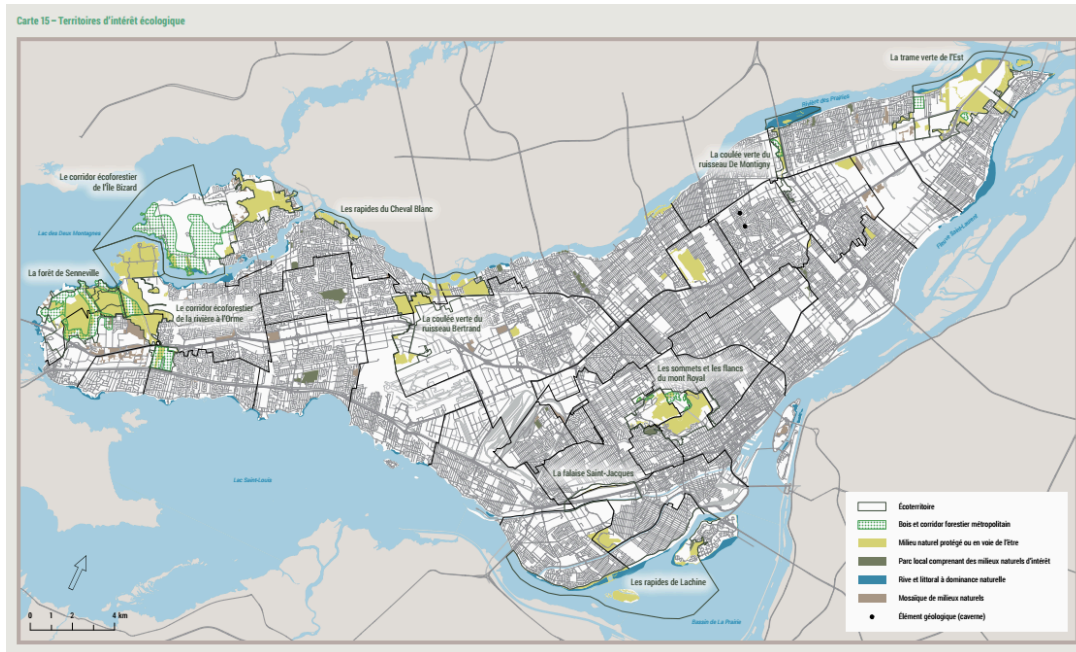 Carte 15 – Territoires d'intérêt écologique
La trame verte de l'Est
Rivière des Prairies
La coulée verte du
ruisseau De Montigny
Le corridor écoforestier
de l'Île Bizard
Les rapides du Cheval Blanc
Lac des Deux Montagnes
Fleuve Saint-Laurent
La forêt de Senneville
Le corridor écoforestier
de la rivière à l'Orme
La coulée verte du
ruisseau Bertrand
Les sommets et les flancs
du mont Royal
La falaise Saint-Jacques
Lac Saint-Louis
Les rapides de Lachine
Bassin de La Prairie
0 1 2 4 km
Écoterritoire
Bois et corridor forestier métropolitain
Milieu naturel protégé ou en voie de l'être
Parc local comprenant des milieux naturels d'intérêt
Rive et littoral à dominance naturelle
Mosaïque de milieux naturels
Élément géologique (caverne)